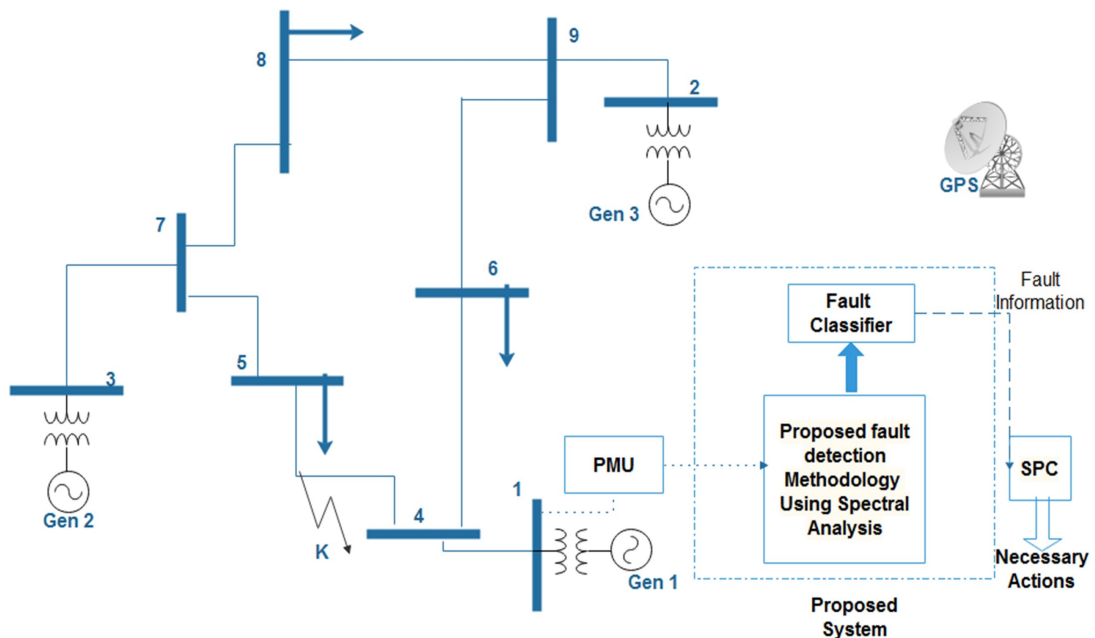 9
8
2
GPS
Gen 3
7
6
Fault
Information
Fault
Classifier
5
3
Proposed fault
detection
Methodology
Using Spectral
Analysis
PMU
SPC
1
Gen 2
4
K
Gen 1
Necessary
Actions
Proposed
System